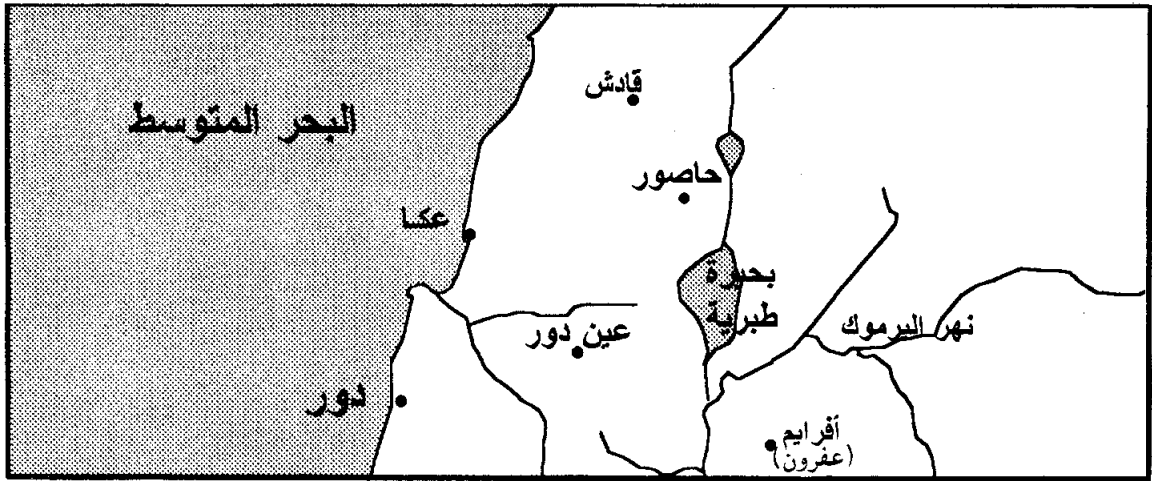 قادش
البحر المتوسط
حاصور
عكا
بحيرة
طبرية
نهر اليرموك
عين دور
دور
أفرايم
(عفرون)